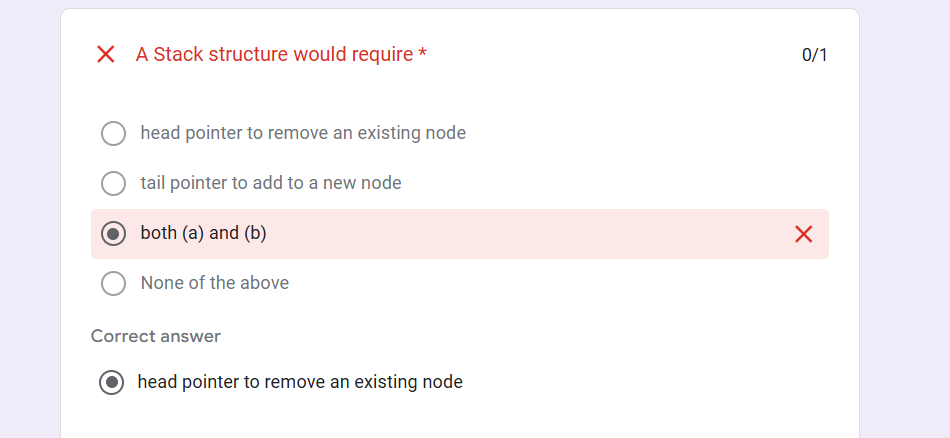 A Stack structure would require *
0/1
head pointer to remove an existing node
tail pointer to add to a new node
both (a) and (b)
None of the above
Correct answer
head pointer to remove an existing node